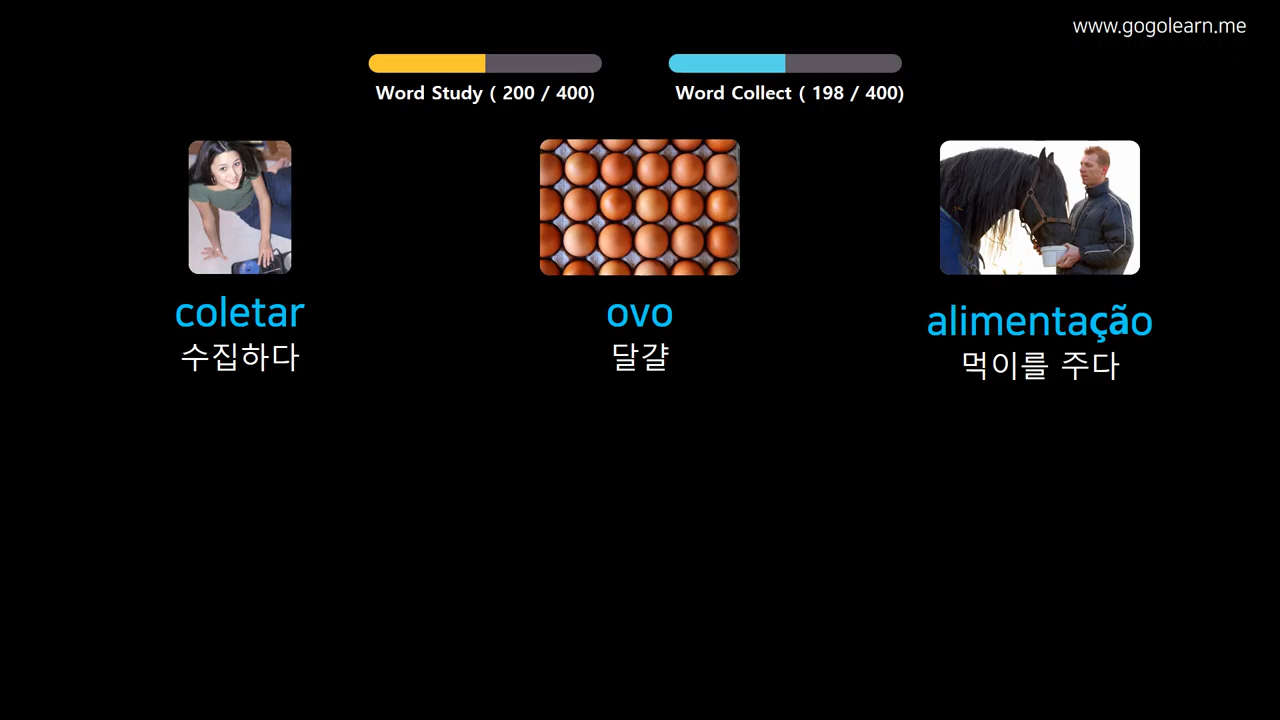 www.gogolearn.me
Word Study ( 200 / 400)
Word Collect ( 198 / 400)
coletar
수집하다
ovo
달걀
alimentação
먹이를 주다